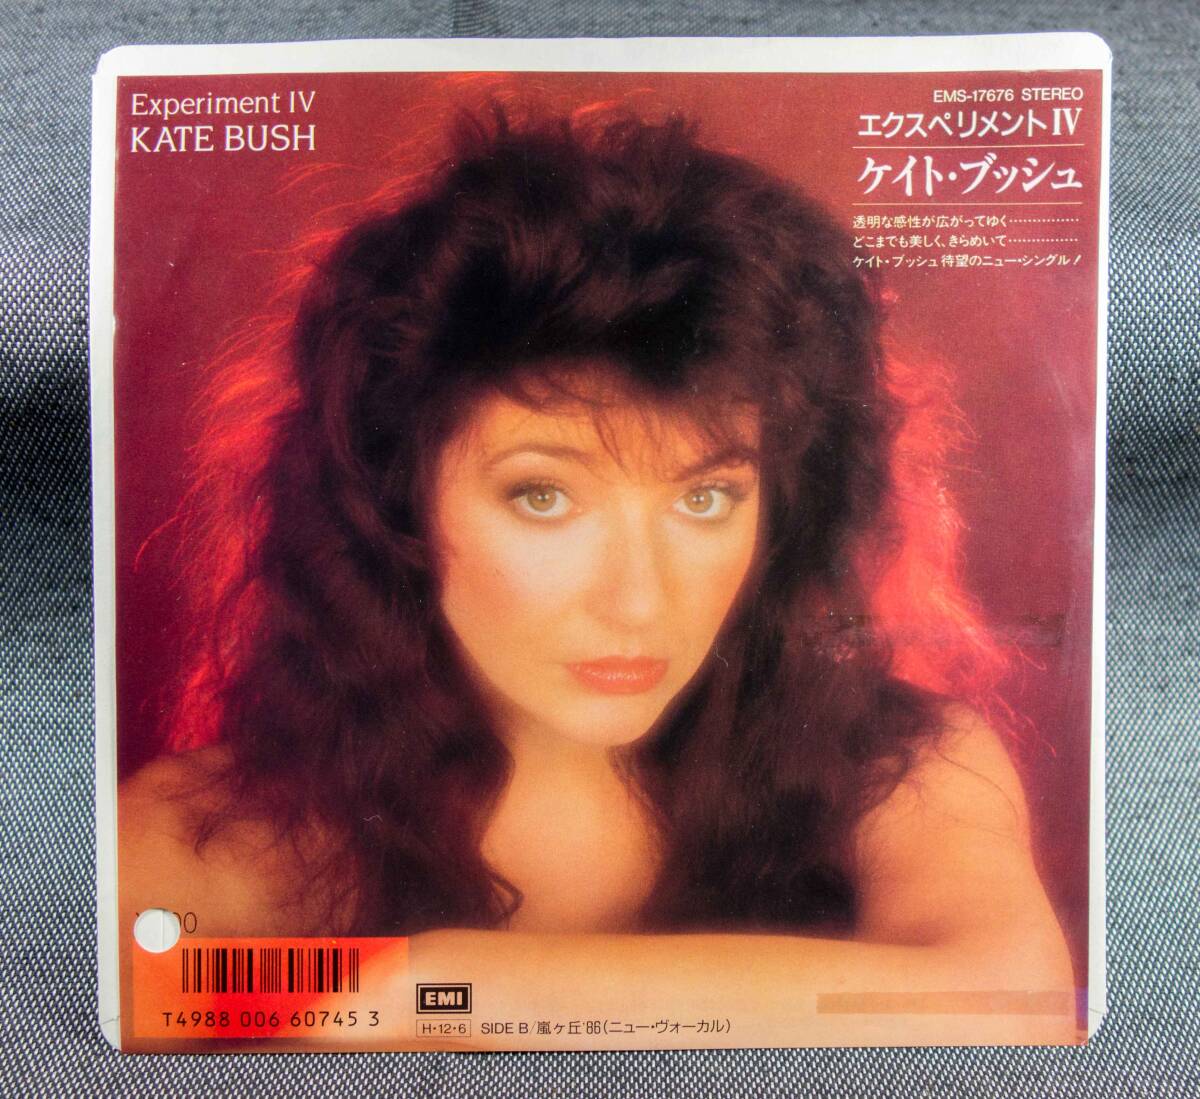 Experiment IV
KATE BUSH
EMS-17676 STEREO
エクスペリメントIV
ケイト・ブッシュ
透明な感性が広がってゆく……………
どこまでも美しく、きらめいて……………
ケイト・ブッシュ待望のニュー・シングル!
T4988 006 60745 3
EMI
H・12・6 SIDE B/嵐ヶ丘'86(ニュー・ヴォーカル)